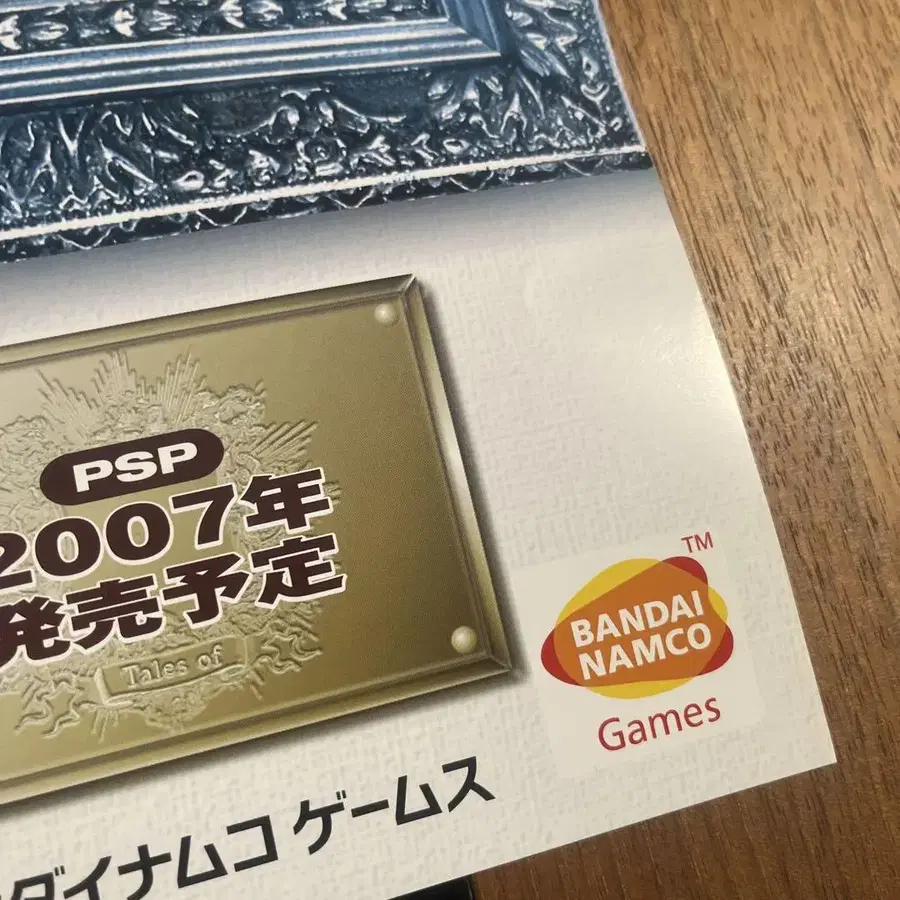 PSP
2007年
発売予定
Tales of
TM
BANDAI
NAMCO
Games
ダイナムコ ゲームス